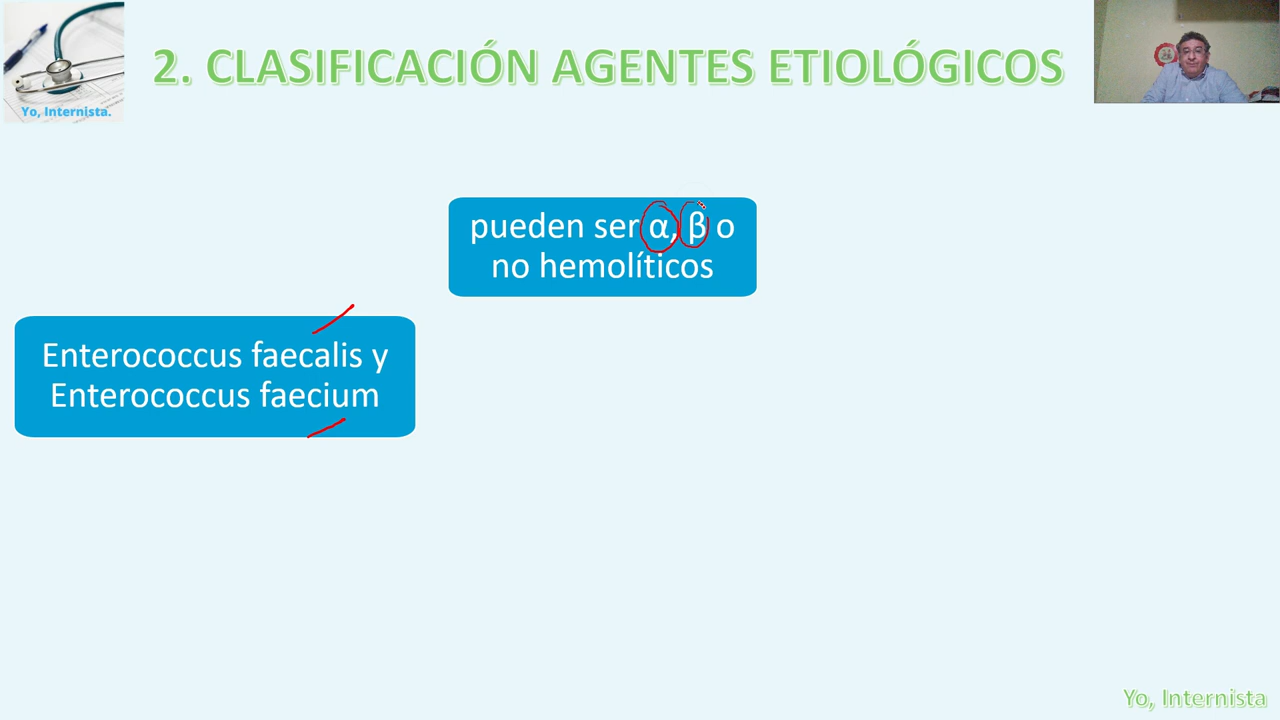 2. CLASIFICACIÓN AGENTES ETIOLÓGICOS
Yo, Internista.
pueden ser α, β o
no hemolíticos
Enterococcus faecalis y
Enterococcus faecium
Yo, Internista